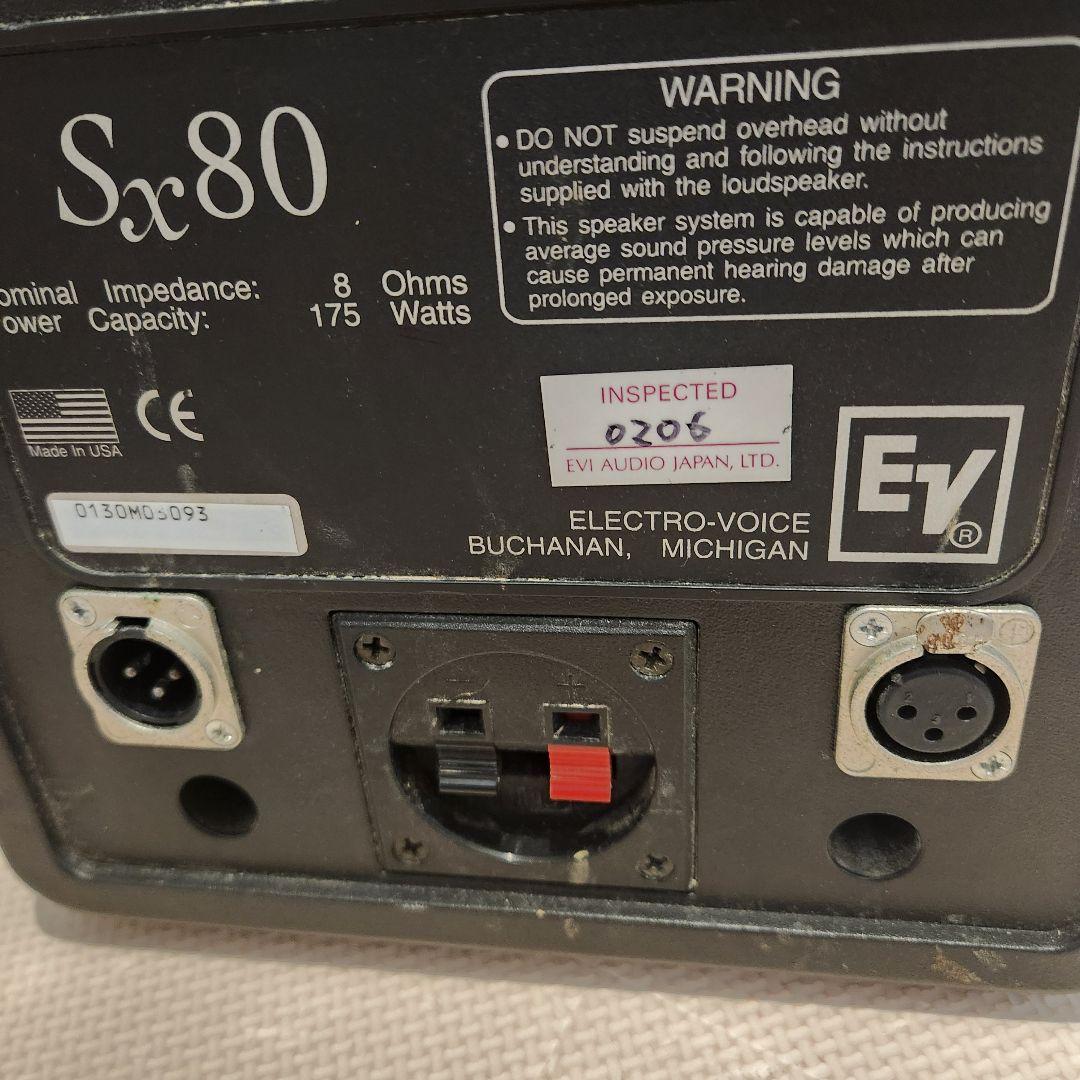 Sx80
ominal Impedance: 8 Ohms
ower Capacity: 175 Watts
WARNING
• DO NOT suspend overhead without
understanding and following the instructions
supplied with the loudspeaker.
• This speaker system is capable of producing
average sound pressure levels which can
cause permanent hearing damage after
prolonged exposure.
Made In USA
CE
INSPECTED
0206
EVI AUDIO JAPAN, LTD.
EV®
ELECTRO-VOICE
BUCHANAN, MICHIGAN
- +